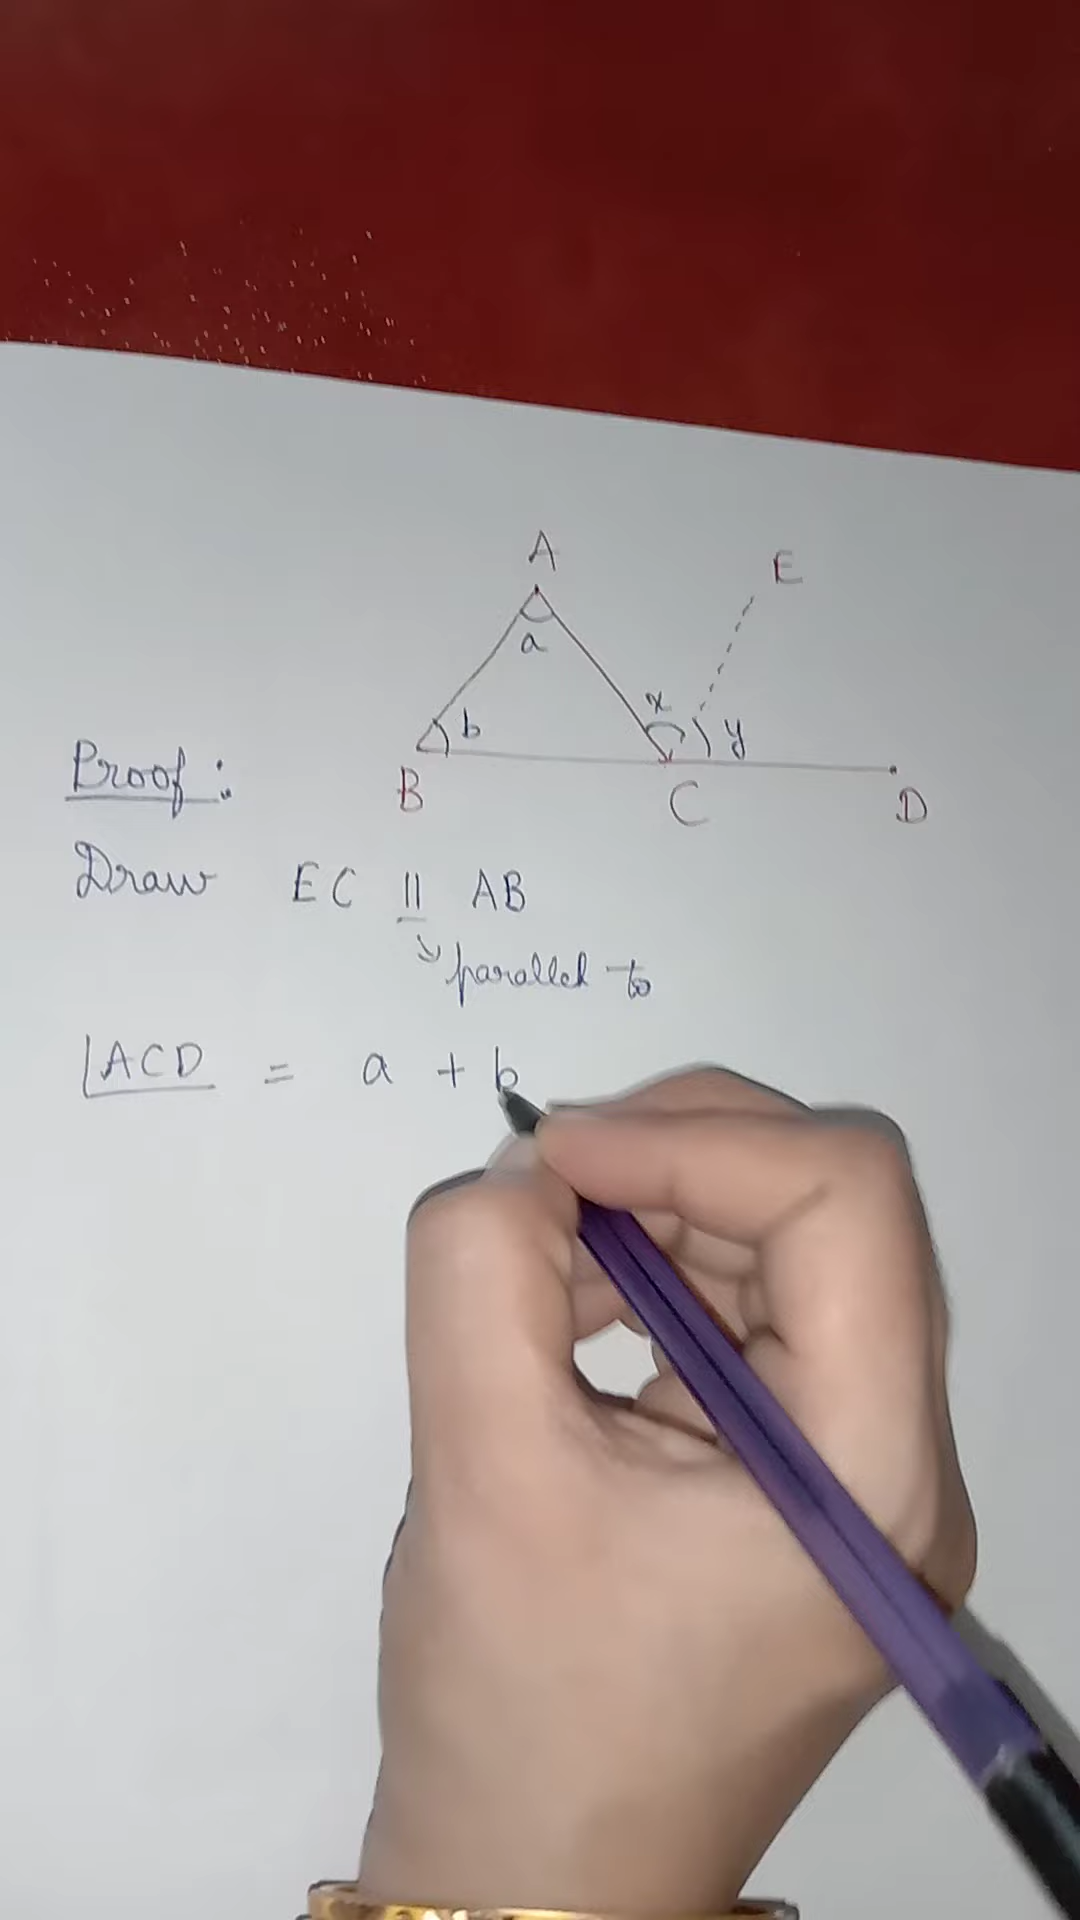 A
E
a
x
b
y
B
C
D
Proof :
Draw EC || AB
parallel to
∠ACD = a + b